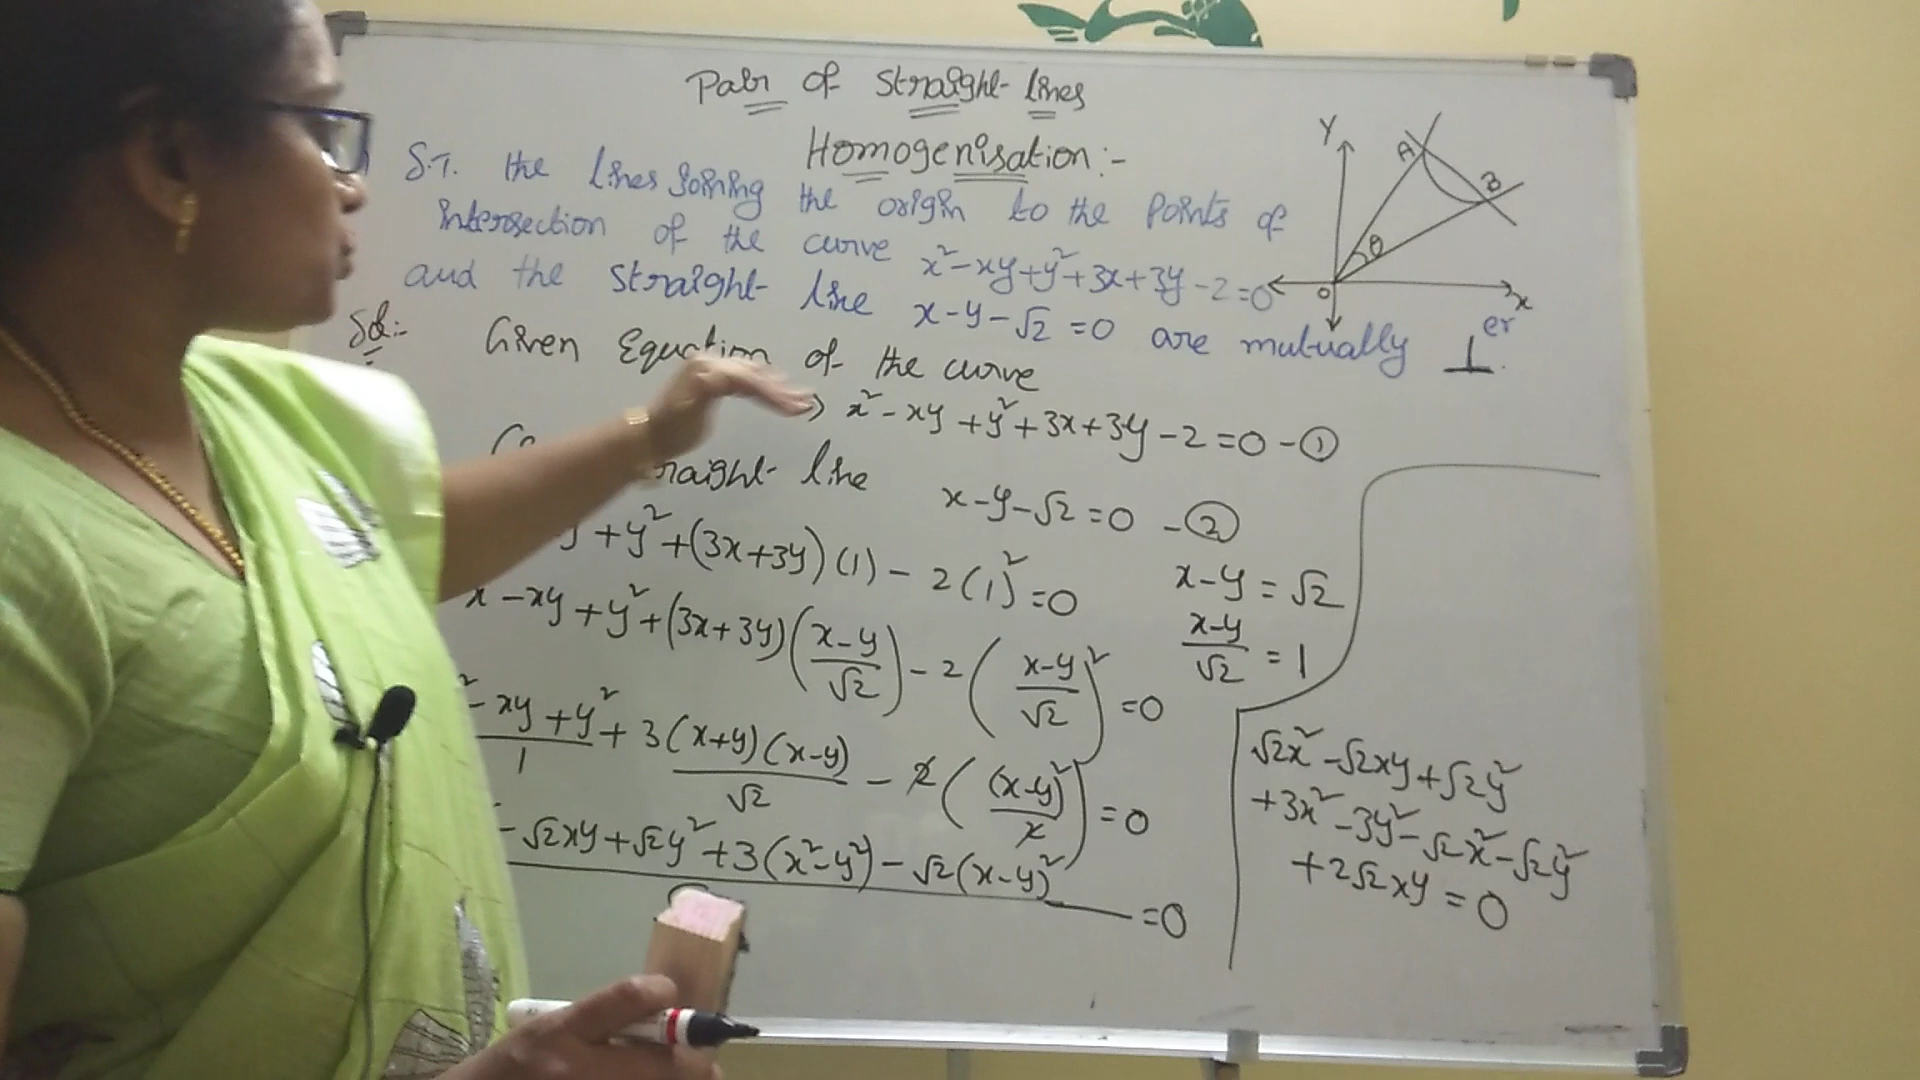 Pair of Straight lines
Homogenisation:-
S.T. the lines joining the origin to the points of
intersection of the curve x²-xy+y²+3x+3y-2=0
and the straight line x-y-√2=0 are mutually ⊥er.
Sol:- Given Equation of the curve
⇒ x²-xy+y²+3x+3y-2=0 -①
line x-y-√2=0 -②
+y²+(3x+3y)(1)-2(1)²=0
x-xy+y²+(3x+3y)((x-y)/√2)-2((x-y)/√2)²=0
²-xy+y²/1+3(x+y)(x-y)/√2-2((x-y)²/2)=0
-√2xy+√2y²+3(x²-y²)-√2(x-y)²
=0
x-y=√2
x-y/√2=1
√2x²-√2xy+√2y²
+3x²-3y²-√2x²-√2y²
+2√2xy=0
Y
A
B
θ
O
x